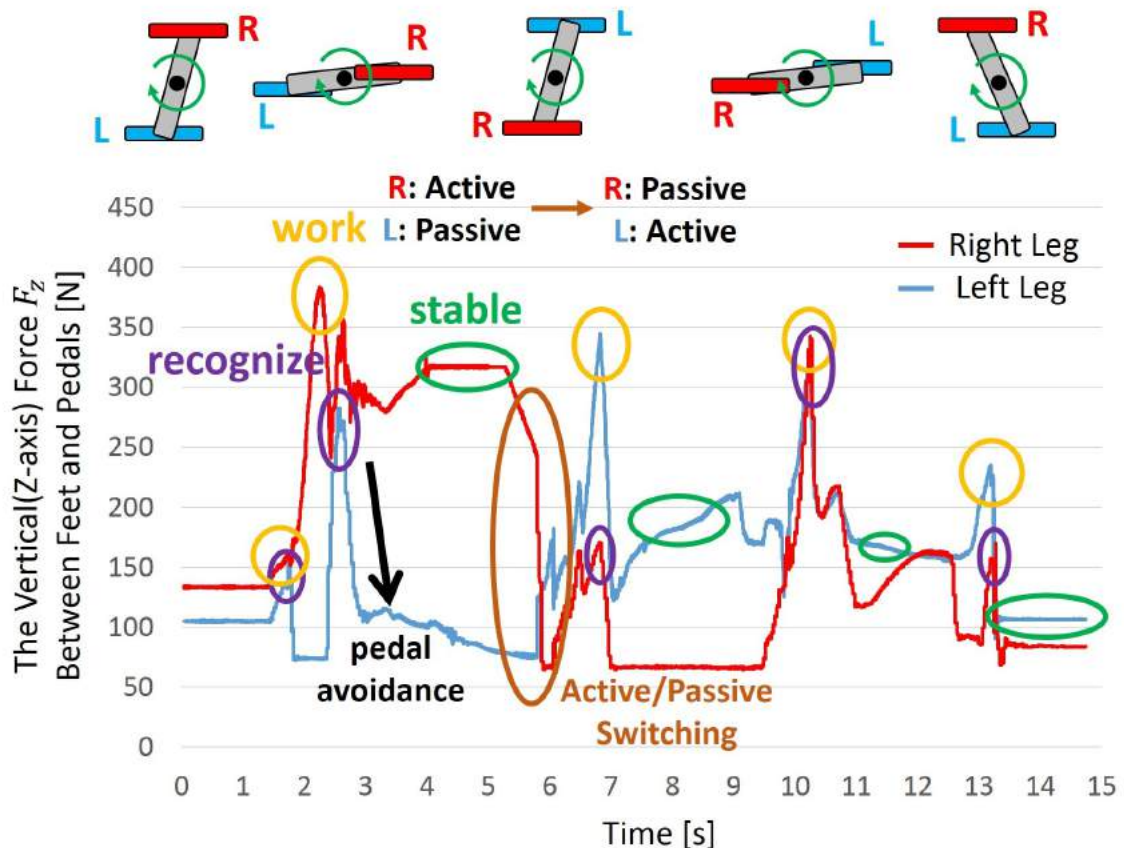 R
R
L
L
R
L
L
R
R
L
R: Active
R: Passive
L: Passive
L: Active
450
400
350
300
250
200
150
100
50
0
The Vertical(Z-axis) Force F_z
Between Feet and Pedals [N]
work
recognize
stable
Right Leg
Left Leg
pedal
avoidance
Active/Passive
Switching
0 1 2 3 4 5 6 7 8 9 10 11 12 13 14 15
Time [s]